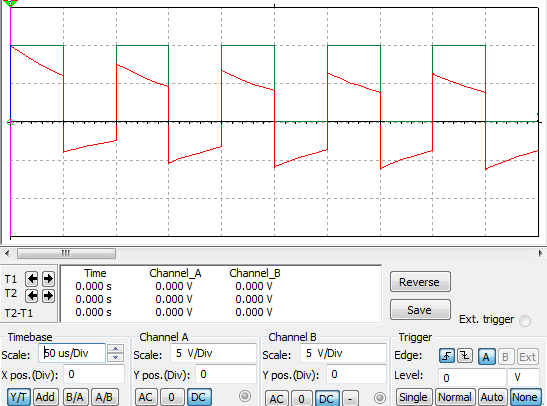 Time Channel_A Channel_B
T1 0.000 s 0.000 V 0.000 V
T2 0.000 s 0.000 V 0.000 V
T2-T1 0.000 s 0.000 V 0.000 V
Reverse
Save
Ext. trigger
Timebase
Scale: 50 us/Div
X pos.(Div): 0
Y/T Add B/A A/B
Channel A
Scale: 5 V/Div
Y pos.(Div): 0
AC 0 DC
Channel B
Scale: 5 V/Div
Y pos.(Div): 0
AC 0 DC -
Trigger
Edge: A B Ext
Level: 0 V
Single Normal Auto None